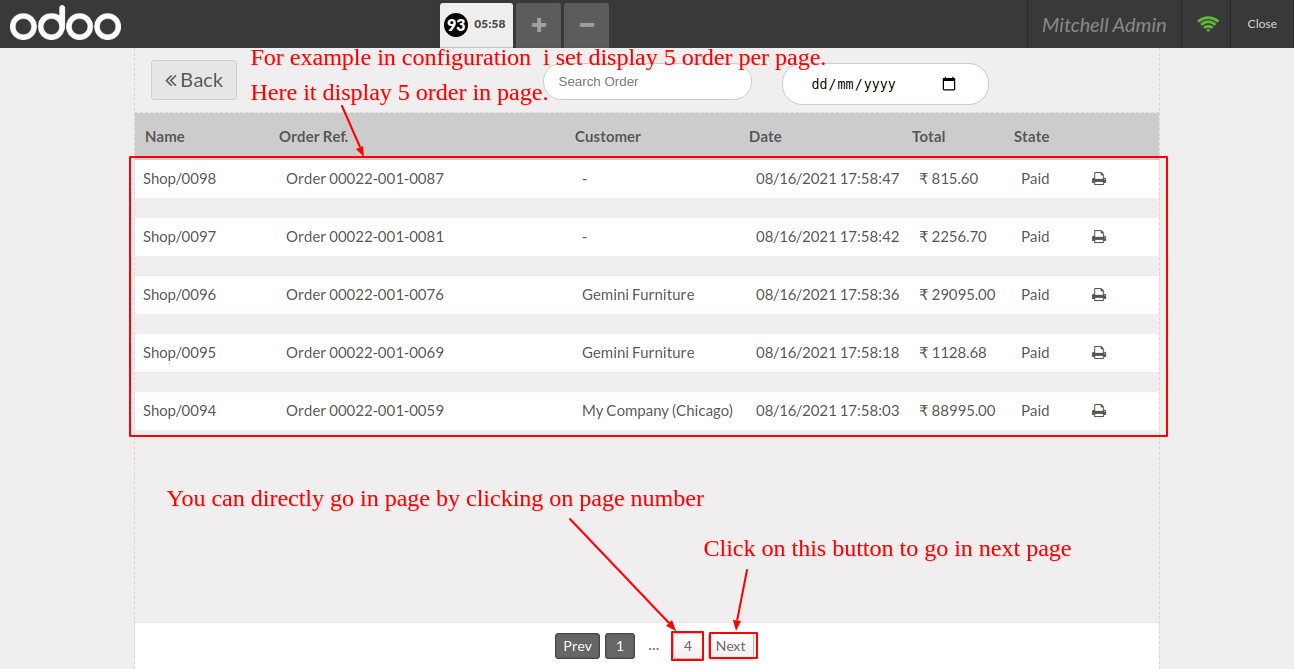 odoo 93 05:58 + − Mitchell Admin Close
For example in configuration i set display 5 order per page.
« Back Search Order dd/mm/yyyy
Here it display 5 order in page.
Name Order Ref. Customer Date Total State
Shop/0098 Order 00022-001-0087 - 08/16/2021 17:58:47 ₹ 815.60 Paid
Shop/0097 Order 00022-001-0081 - 08/16/2021 17:58:42 ₹ 2256.70 Paid
Shop/0096 Order 00022-001-0076 Gemini Furniture 08/16/2021 17:58:36 ₹ 29095.00 Paid
Shop/0095 Order 00022-001-0069 Gemini Furniture 08/16/2021 17:58:18 ₹ 1128.68 Paid
Shop/0094 Order 00022-001-0059 My Company (Chicago) 08/16/2021 17:58:03 ₹ 88995.00 Paid
You can directly go in page by clicking on page number
Click on this button to go in next page
Prev 1 ... 4 Next